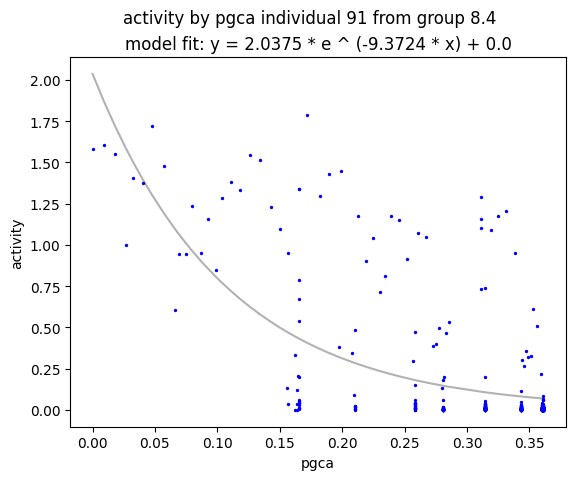 activity by pgca individual 91 from group 8.4
model fit: y = 2.0375 * e ^ (-9.3724 * x) + 0.0
activity
2.00
1.75
1.50
1.25
1.00
0.75
0.50
0.25
0.00
0.00 0.05 0.10 0.15 0.20 0.25 0.30 0.35
pgca